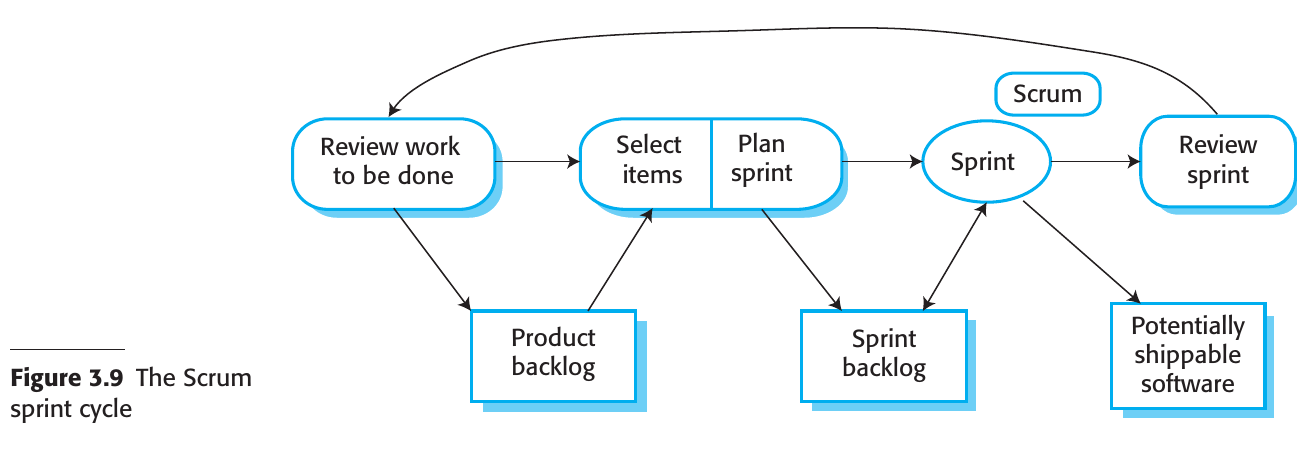 Scrum
Review work
to be done
Select
items
Plan
sprint
Sprint
Review
sprint
Product
backlog
Sprint
backlog
Potentially
shippable
software
Figure 3.9 The Scrum
sprint cycle